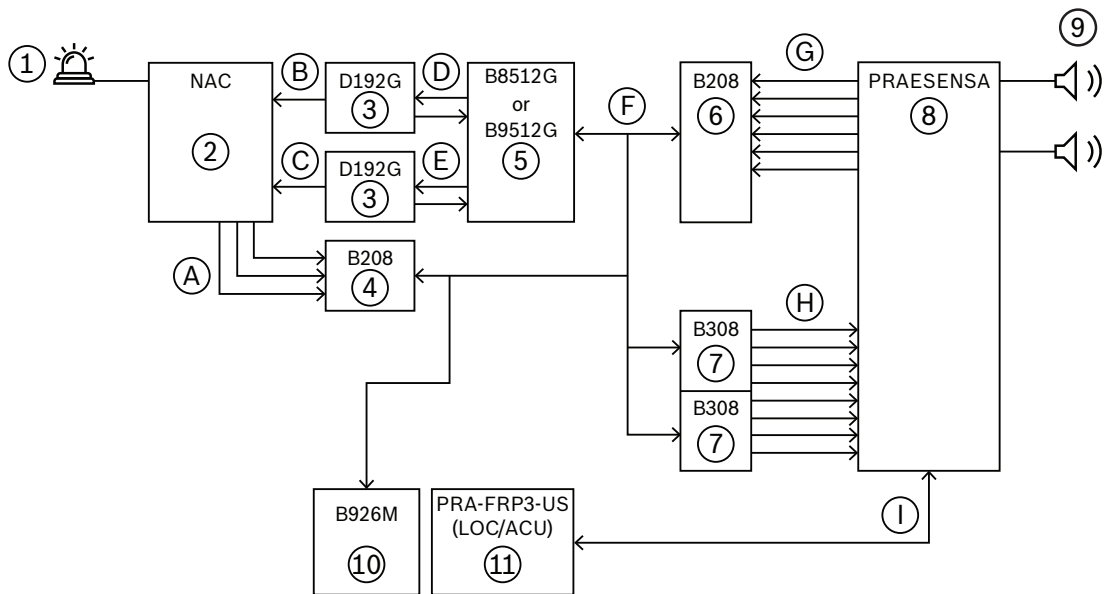 1
NAC
2
B
C
D192G
3
D192G
3
D
E
B8512G
or
B9512G
5
F
B208
6
G
PRAESENSA
8
9
A
B208
4
H
B308
7
B308
7
B926M
10
PRA-FRP3-US
(LOC/ACU)
11
I